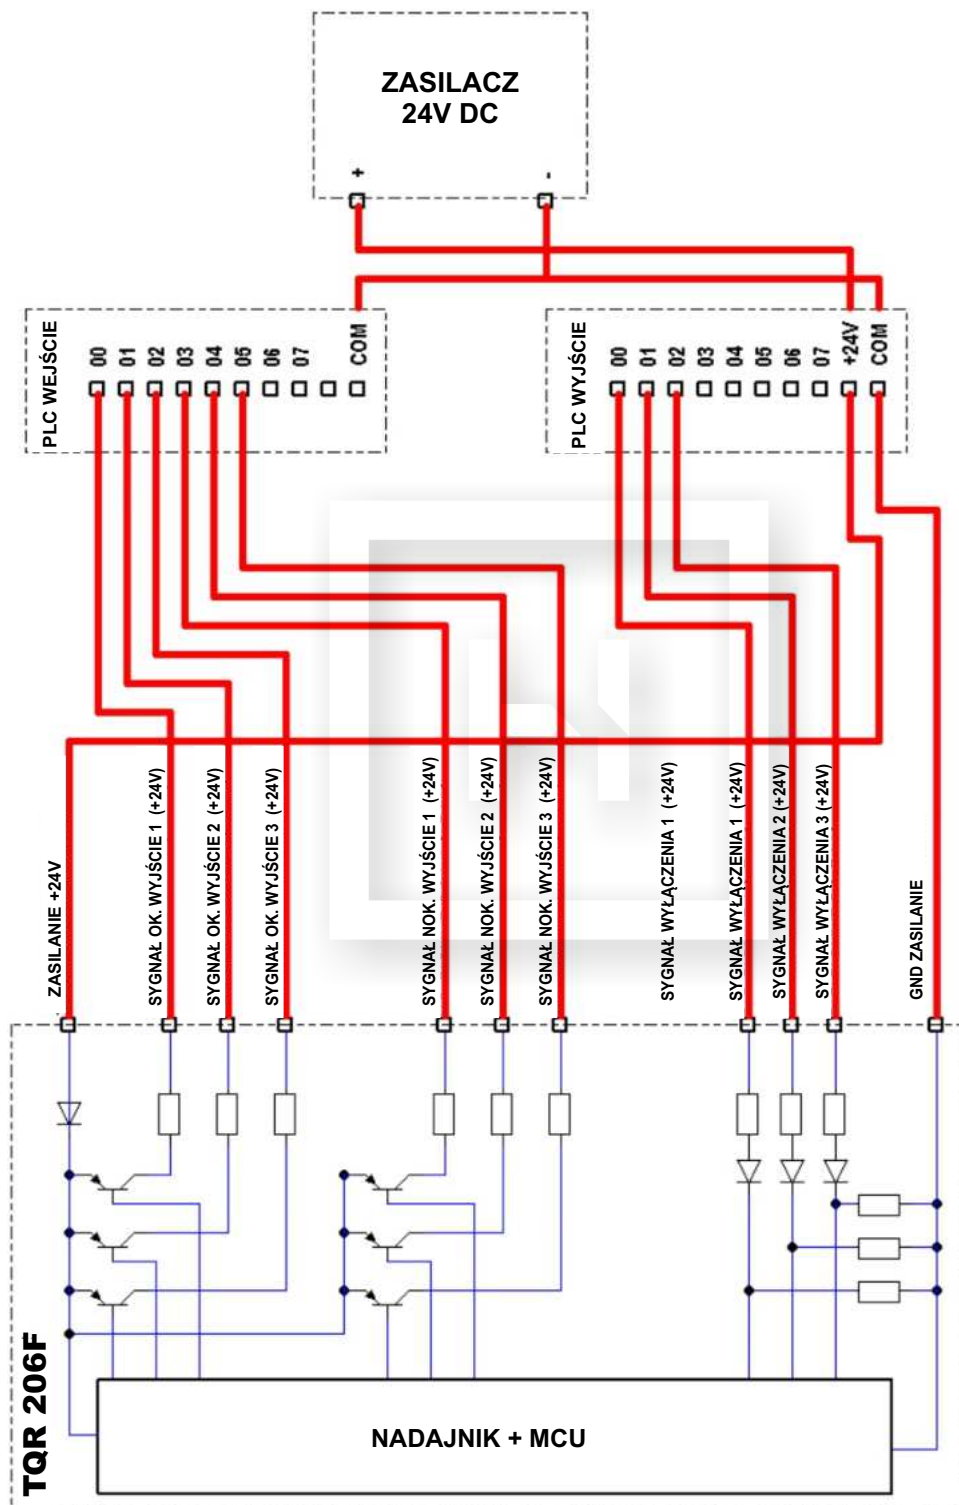 ZASILACZ
24V DC
+
-
PLC WEJŚCIE
00
01
02
03
04
05
06
07
COM
PLC WYJŚCIE
00
01
02
03
04
05
06
07
+24V
COM
ZASILANIE +24V
SYGNAŁ OK. WYJŚCIE 1 (+24V)
SYGNAŁ OK. WYJŚCIE 2 (+24V)
SYGNAŁ OK. WYJŚCIE 3 (+24V)
SYGNAŁ NOK. WYJŚCIE 1 (+24V)
SYGNAŁ NOK. WYJŚCIE 2 (+24V)
SYGNAŁ NOK. WYJŚCIE 3 (+24V)
SYGNAŁ WYŁĄCZENIA 1 (+24V)
SYGNAŁ WYŁĄCZENIA 1 (+24V)
SYGNAŁ WYŁĄCZENIA 2 (+24V)
SYGNAŁ WYŁĄCZENIA 3 (+24V)
GND ZASILANIE
TQR 206F
NADAJNIK + MCU